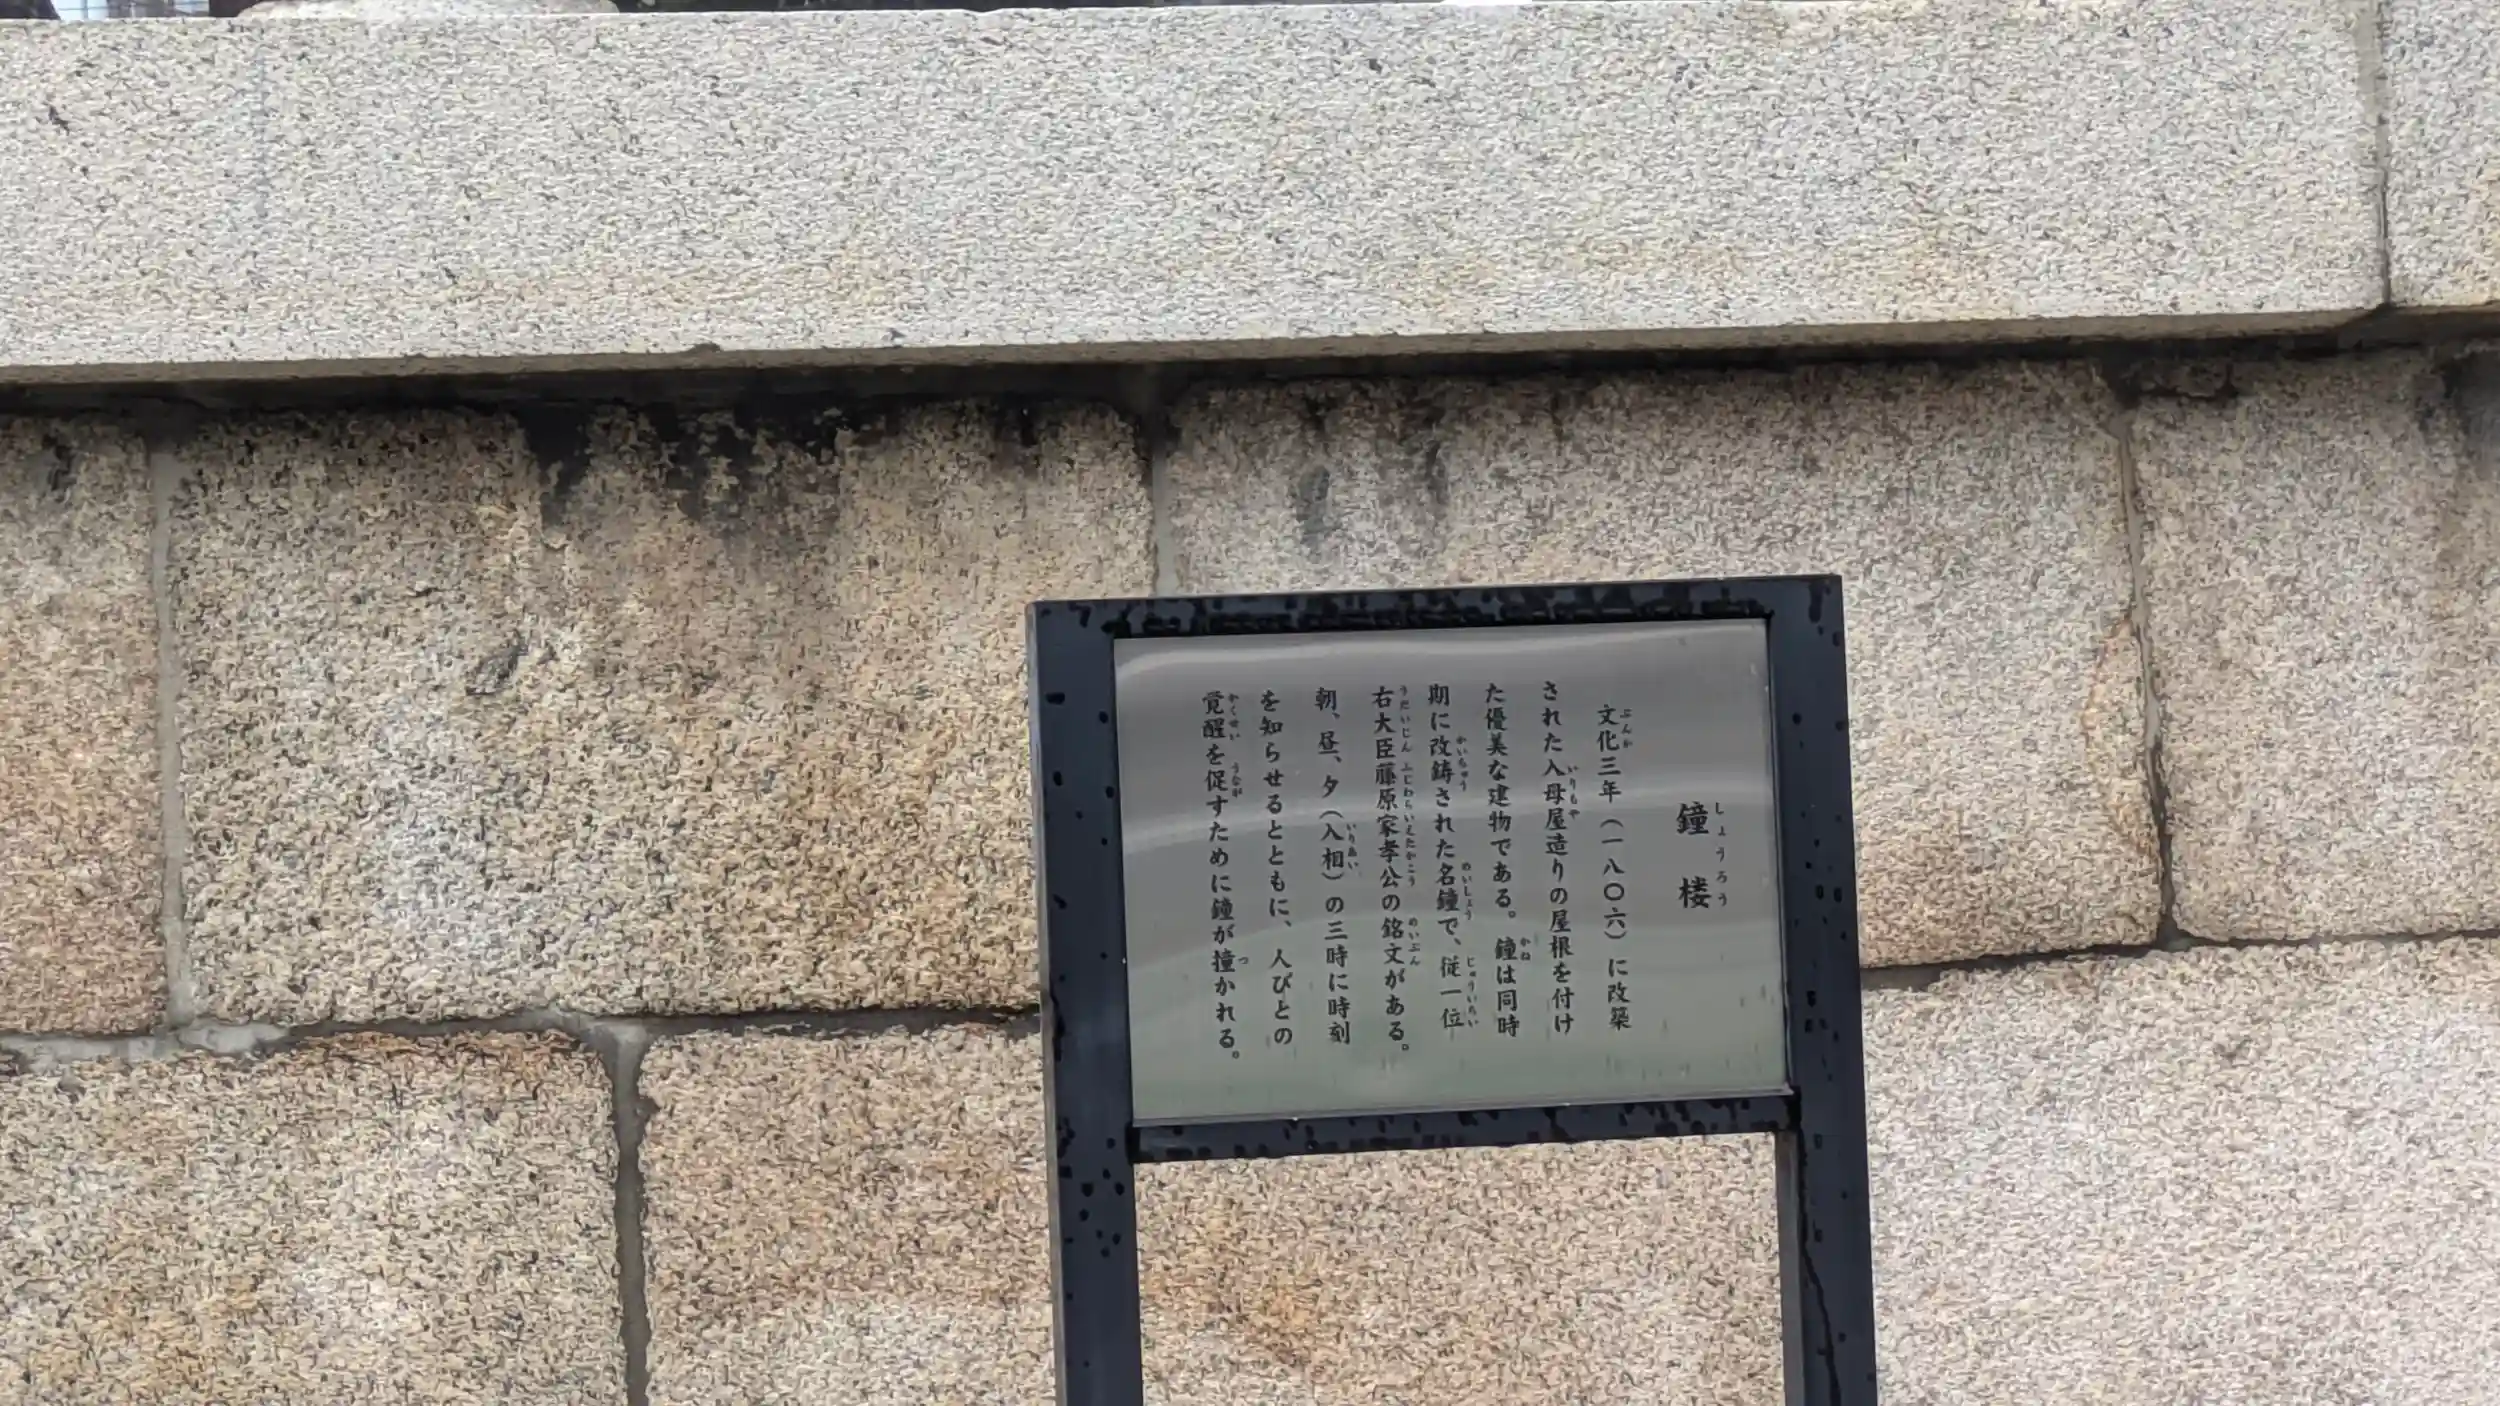 鐘楼
文化三年（一八〇六）に改築
された入母屋造りの屋根を付け
た優美な建物である。鐘は同時
期に改鋳された名鐘で、従一位
右大臣藤原家孝公の銘文がある。
朝、昼、夕（入相）の三時に時刻
を知らせるとともに、人びとの
覚醒を促すために鐘が撞かれる。